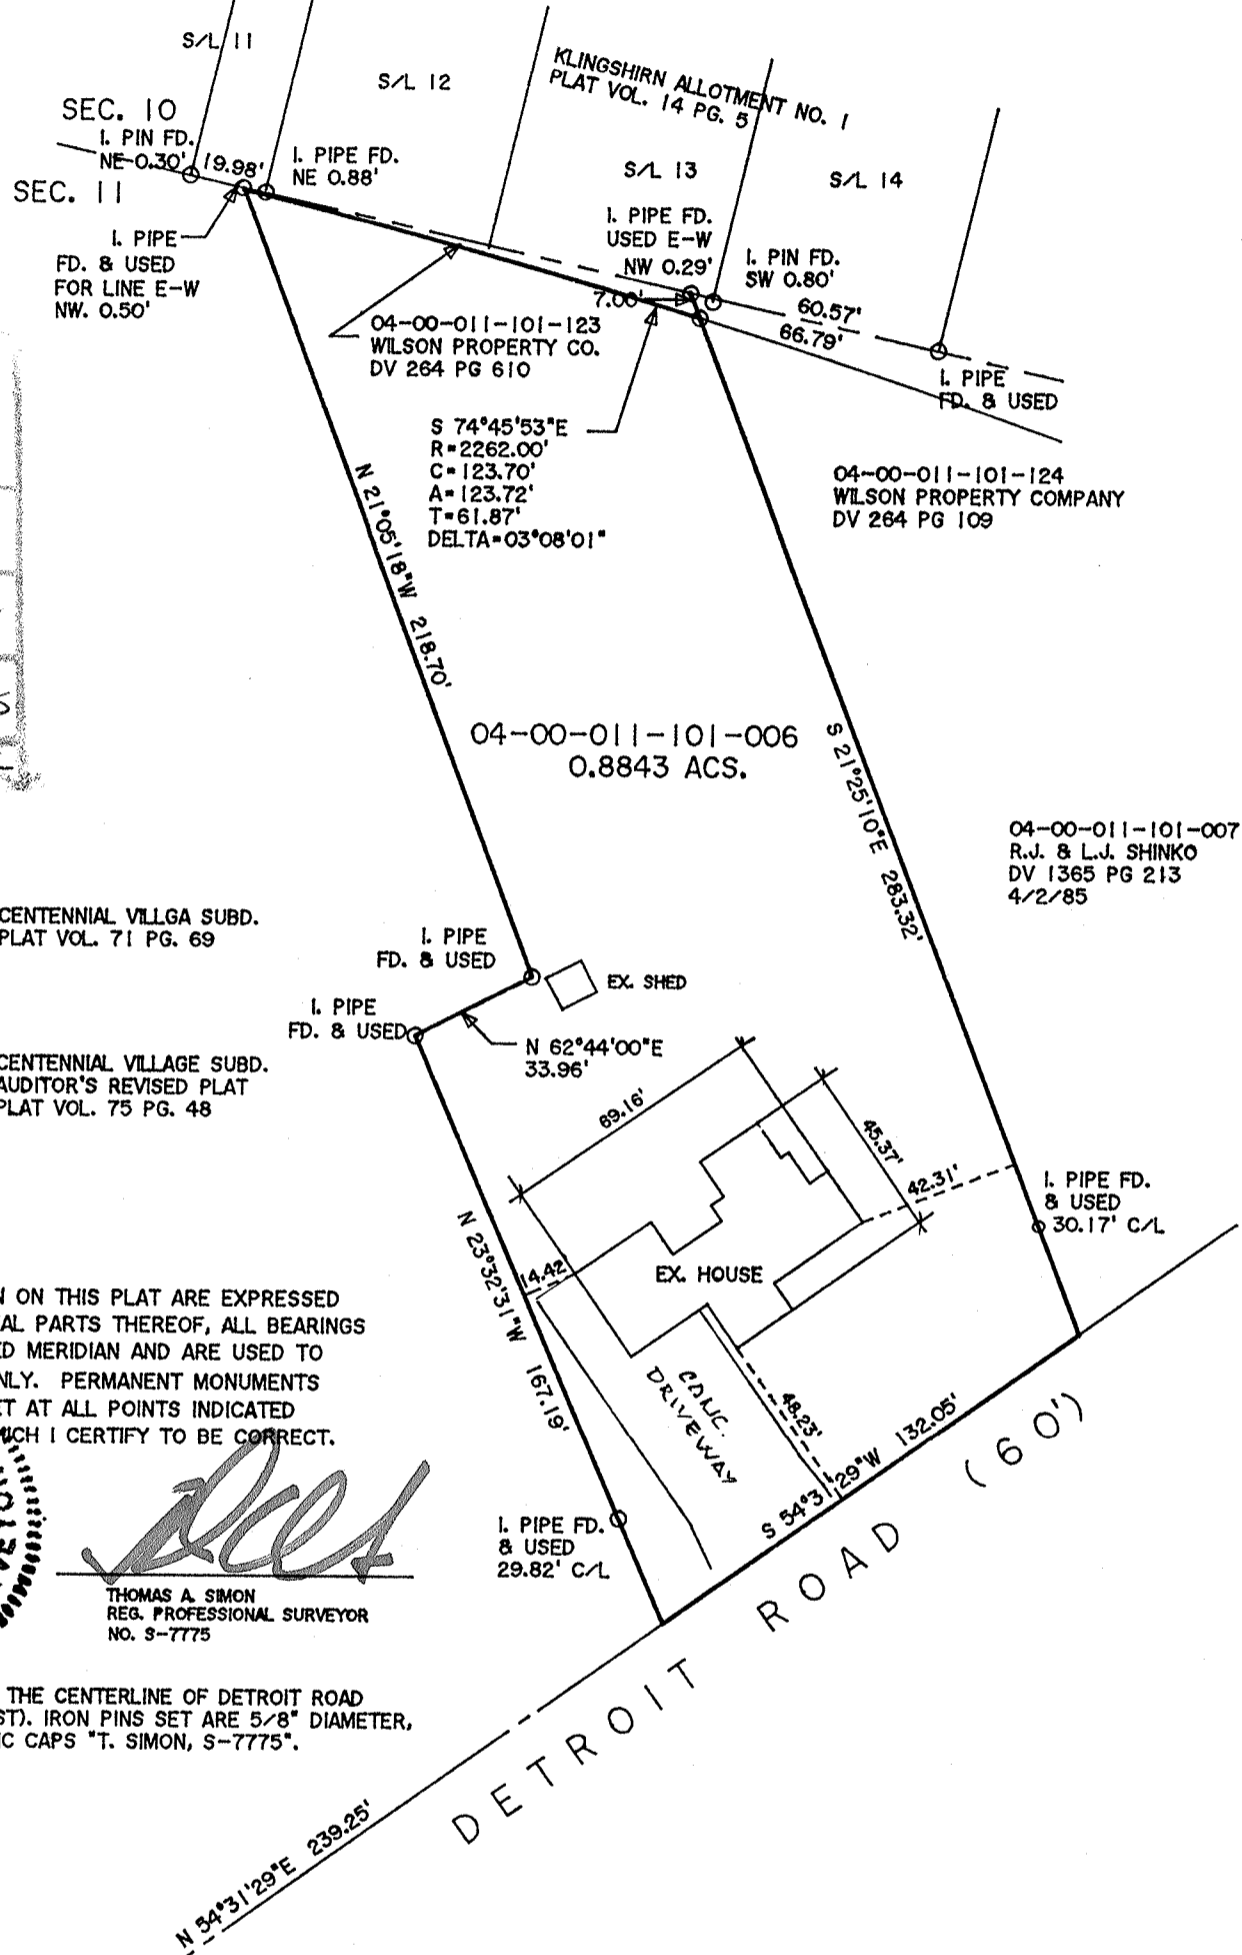 S/L 11
S/L 12
KLINGSHIRN ALLOTMENT NO. 1
PLAT VOL. 14 PG. 5
SEC. 10
I. PIN FD.
NE 0.30'
19.98'
I. PIPE FD.
NE 0.88'
S/L 13
S/L 14
SEC. 11
I. PIPE
FD. & USED
FOR LINE E-W
NW. 0.50'
I. PIPE FD.
USED E-W
NW 0.29'
I. PIN FD.
SW 0.80'
7.00'
60.57'
66.79'
04-00-011-101-123
WILSON PROPERTY CO.
DV 264 PG 610
I. PIPE
FD. & USED
S 74°45'53"E
R=2262.00'
C=123.70'
A=123.72'
T=61.87'
DELTA=03°08'01"
04-00-011-101-124
WILSON PROPERTY COMPANY
DV 264 PG 109
N 21°05'18"W 218.70'
04-00-011-101-006
0.8843 ACS.
S 21°25'10"E 283.32'
04-00-011-101-007
R.J. & L.J. SHINKO
DV 1365 PG 213
4/2/85
CENTENNIAL VILLGA SUBD.
PLAT VOL. 71 PG. 69
I. PIPE
FD. & USED
EX. SHED
I. PIPE
FD. & USED
N 62°44'00"E
33.96'
CENTENNIAL VILLAGE SUBD.
AUDITOR'S REVISED PLAT
PLAT VOL. 75 PG. 48
69.16'
45.37'
42.31'
I. PIPE FD.
& USED
30.17' C/L
N 23°32'31"W 167.19'
14.42
EX. HOUSE
CONC.
DRIVEWAY
48.23'
ON THIS PLAT ARE EXPRESSED
AL PARTS THEREOF, ALL BEARINGS
ED MERIDIAN AND ARE USED TO
NLY. PERMANENT MONUMENTS
ET AT ALL POINTS INDICATED
ICH I CERTIFY TO BE CORRECT.
S 54°3 '29"W 132.05'
I. PIPE FD.
& USED
29.82' C/L
THOMAS A. SIMON
REG. PROFESSIONAL SURVEYOR
NO. S-7775
DETROIT ROAD (60')
THE CENTERLINE OF DETROIT ROAD
ST). IRON PINS SET ARE 5/8" DIAMETER,
IC CAPS "T. SIMON, S-7775".
N 54°31'29"E 239.25'